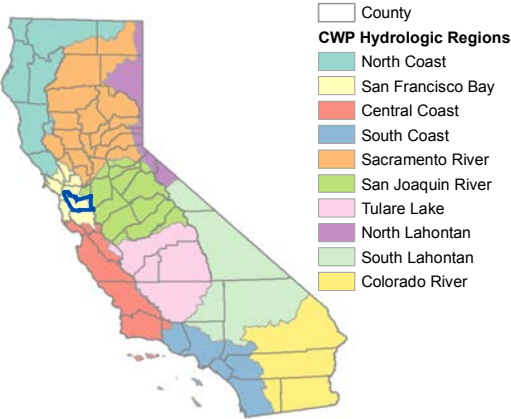 County
CWP Hydrologic Regions
North Coast
San Francisco Bay
Central Coast
South Coast
Sacramento River
San Joaquin River
Tulare Lake
North Lahontan
South Lahontan
Colorado River